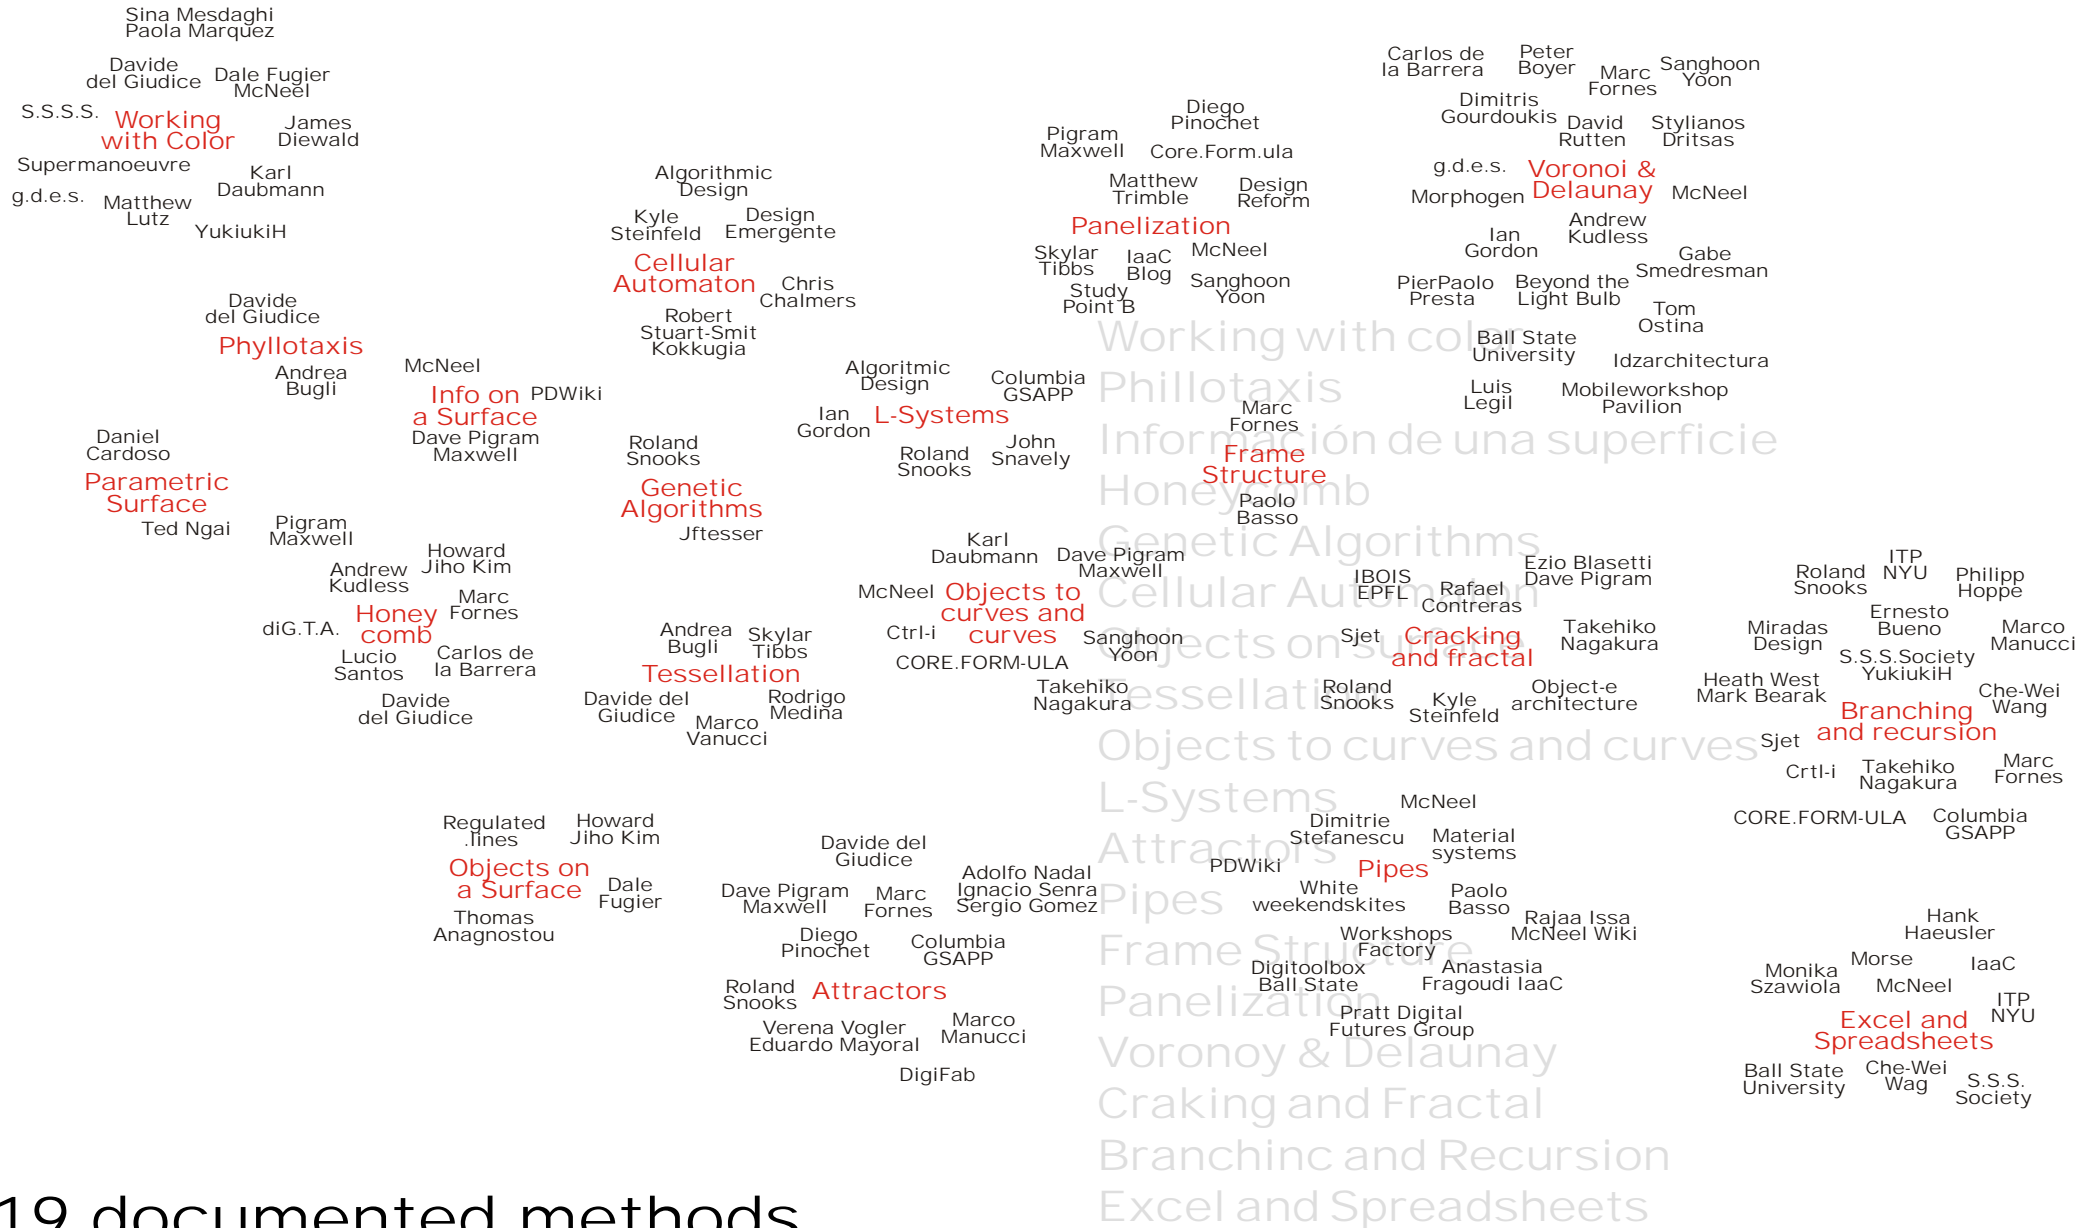 Sina Mesdaghi
Paola Marquez
Davide
del Giudice
Dale Fugier
McNeel
S.S.S.S.
Working
with Color
James
Diewald
Supermanoeuvre
Karl
Daubmann
g.d.e.s.
Matthew
Lutz
YukiukiH
Davide
del Giudice
Phyllotaxis
Andrea
Bugli
McNeel
Info on
a Surface
PDWiki
Dave Pigram
Maxwell
Daniel
Cardoso
Parametric
Surface
Ted Ngai
Pigram
Maxwell
Howard
Jiho Kim
Andrew
Kudless
Marc
Fornes
Honey
comb
diG.T.A.
Lucio
Santos
Carlos de
la Barrera
Davide
del Giudice
Regulated
.lines
Howard
Jiho Kim
Objects on
a Surface
Dale
Fugier
Thomas
Anagnostou
Algorithmic
Design
Kyle
Steinfeld
Design
Emergente
Cellular
Automaton
Chris
Chalmers
Robert
Stuart-Smit
Kokkugia
Roland
Snooks
Genetic
Algorithms
Jftesser
Andrea
Bugli
Skylar
Tibbs
Tessellation
Davide del
Giudice
Rodrigo
Medina
Marco
Vanucci
Algoritmic
Design
Columbia
GSAPP
Ian
Gordon
L-Systems
Roland
Snooks
John
Snavely
Karl
Daubmann
Dave Pigram
Maxwell
McNeel
Objects to
curves and
curves
Ctrl-i
Sanghoon
Yoon
CORE.FORM-ULA
Takehiko
Nagakura
Davide del
Giudice
Dave Pigram
Maxwell
Marc
Fornes
Adolfo Nadal
Ignacio Senra
Sergio Gomez
Diego
Pinochet
Columbia
GSAPP
Roland
Snooks
Attractors
Verena Vogler
Eduardo Mayoral
Marco
Manucci
DigiFab
Diego
Pinochet
Pigram
Maxwell
Core.Form.ula
Matthew
Trimble
Design
Reform
Panelization
Skylar
Tibbs
IaaC
Blog
McNeel
Study
Point B
Sanghoon
Yoon
Marc
Fornes
Frame
Structure
Paolo
Basso
Carlos de
la Barrera
Peter
Boyer
Marc
Fornes
Sanghoon
Yoon
Dimitris
Gourdoukis
David
Rutten
Stylianos
Dritsas
g.d.e.s.
Voronoi &
Delaunay
Morphogen
McNeel
Ian
Gordon
Andrew
Kudless
Gabe
Smedresman
PierPaolo
Presta
Beyond the
Light Bulb
Tom
Ostina
Ball State
University
Idzarchitectura
Luis
Legil
Mobileworkshop
Pavilion
IBOIS
EPFL
Rafael
Contreras
Ezio Blasetti
Dave Pigram
Sjet
Cracking
and fractal
Takehiko
Nagakura
Roland
Snooks
Kyle
Steinfeld
Object-e
architecture
McNeel
Dimitrie
Stefanescu
Material
systems
PDWiki
Pipes
White
weekendskites
Paolo
Basso
Rajaa Issa
McNeel Wiki
Workshops
Factory
Digitoolbox
Ball State
Anastasia
Fragoudi IaaC
Pratt Digital
Futures Group
Roland
Snooks
ITP
NYU
Philipp
Hoppe
Ernesto
Bueno
Miradas
Design
Marco
Manucci
S.S.S.Society
YukiukiH
Heath West
Mark Bearak
Che-Wei
Wang
Branching
and recursion
Sjet
Crtl-i
Takehiko
Nagakura
Marc
Fornes
CORE.FORM-ULA
Columbia
GSAPP
Hank
Haeusler
Morse
IaaC
Monika
Szawiola
McNeel
ITP
NYU
Excel and
Spreadsheets
Ball State
University
Che-Wei
Wag
S.S.S.
Society
Working with color
Phillotaxis
Información de una superficie
Honeycomb
Genetic Algorithms
Cellular Automaton
Objects on surface
Tessellation
Objects to curves and curves
L-Systems
Attractors
Pipes
Frame Structure
Panelization
Voronoy & Delaunay
Craking and Fractal
Branchinc and Recursion
Excel and Spreadsheets
19 documented methods